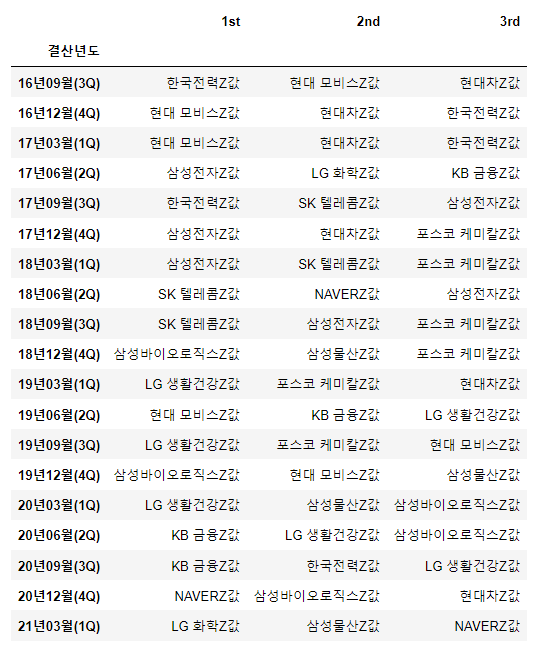 1st 2nd 3rd
결산년도
16년09월(3Q) 한국전력Z값 현대 모비스Z값 현대차Z값
16년12월(4Q) 현대 모비스Z값 현대차Z값 한국전력Z값
17년03월(1Q) 현대 모비스Z값 현대차Z값 한국전력Z값
17년06월(2Q) 삼성전자Z값 LG 화학Z값 KB 금융Z값
17년09월(3Q) 한국전력Z값 SK 텔레콤Z값 삼성전자Z값
17년12월(4Q) 삼성전자Z값 현대차Z값 포스코 케미칼Z값
18년03월(1Q) 삼성전자Z값 SK 텔레콤Z값 포스코 케미칼Z값
18년06월(2Q) SK 텔레콤Z값 NAVERZ값 삼성전자Z값
18년09월(3Q) SK 텔레콤Z값 삼성전자Z값 포스코 케미칼Z값
18년12월(4Q) 삼성바이오로직스Z값 삼성물산Z값 포스코 케미칼Z값
19년03월(1Q) LG 생활건강Z값 포스코 케미칼Z값 현대차Z값
19년06월(2Q) 현대 모비스Z값 KB 금융Z값 LG 생활건강Z값
19년09월(3Q) LG 생활건강Z값 포스코 케미칼Z값 현대 모비스Z값
19년12월(4Q) 삼성바이오로직스Z값 현대 모비스Z값 삼성물산Z값
20년03월(1Q) LG 생활건강Z값 삼성물산Z값 삼성바이오로직스Z값
20년06월(2Q) KB 금융Z값 LG 생활건강Z값 삼성바이오로직스Z값
20년09월(3Q) KB 금융Z값 한국전력Z값 LG 생활건강Z값
20년12월(4Q) NAVERZ값 삼성바이오로직스Z값 현대차Z값
21년03월(1Q) LG 화학Z값 삼성물산Z값 NAVERZ값